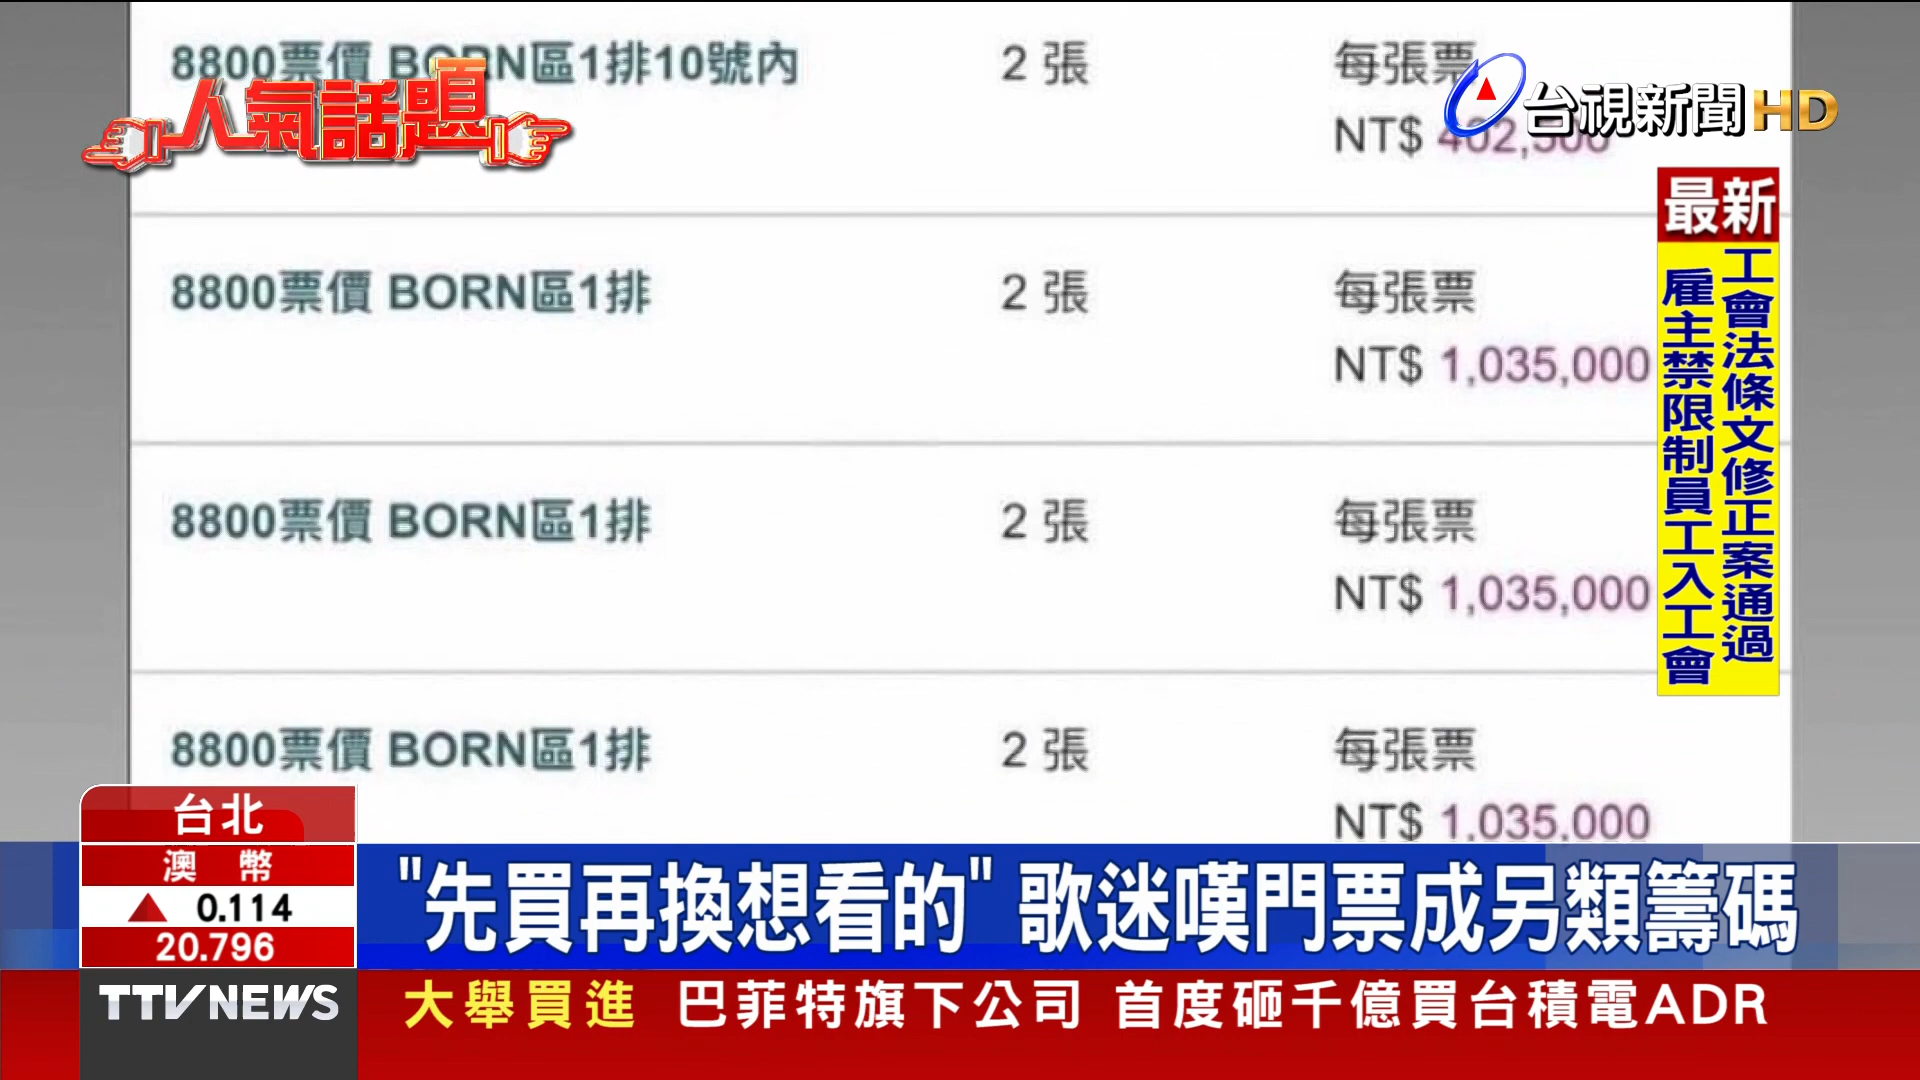 8800票價 BORN區1排10號內
2 張
每張票
NT$ 402,500
人氣話題
台視新聞HD
最新
工會法條文修正案通過
雇主禁限制員工入工會
8800票價 BORN區1排
2 張
每張票
NT$ 1,035,000
8800票價 BORN區1排
2 張
每張票
NT$ 1,035,000
8800票價 BORN區1排
2 張
每張票
NT$ 1,035,000
台北
澳幣
▲ 0.114
20.796
"先買再換想看的" 歌迷嘆門票成另類籌碼
TTV NEWS
大舉買進 巴菲特旗下公司 首度砸千億買台積電ADR